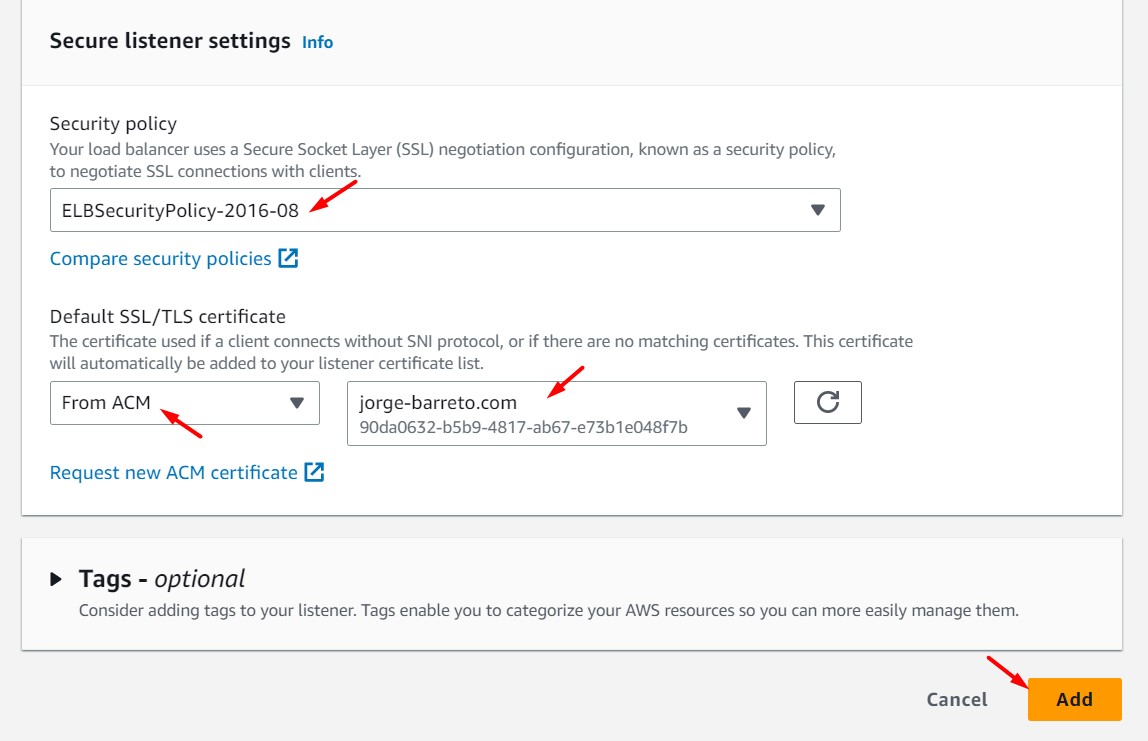 Secure listener settings Info
Security policy
Your load balancer uses a Secure Socket Layer (SSL) negotiation configuration, known as a security policy,
to negotiate SSL connections with clients.
ELBSecurityPolicy-2016-08
Compare security policies
Default SSL/TLS certificate
The certificate used if a client connects without SNI protocol, or if there are no matching certificates. This certificate
will automatically be added to your listener certificate list.
From ACM
jorge-barreto.com
90da0632-b5b9-4817-ab67-e73b1e048f7b
Request new ACM certificate
Tags - optional
Consider adding tags to your listener. Tags enable you to categorize your AWS resources so you can more easily manage them.
Cancel Add